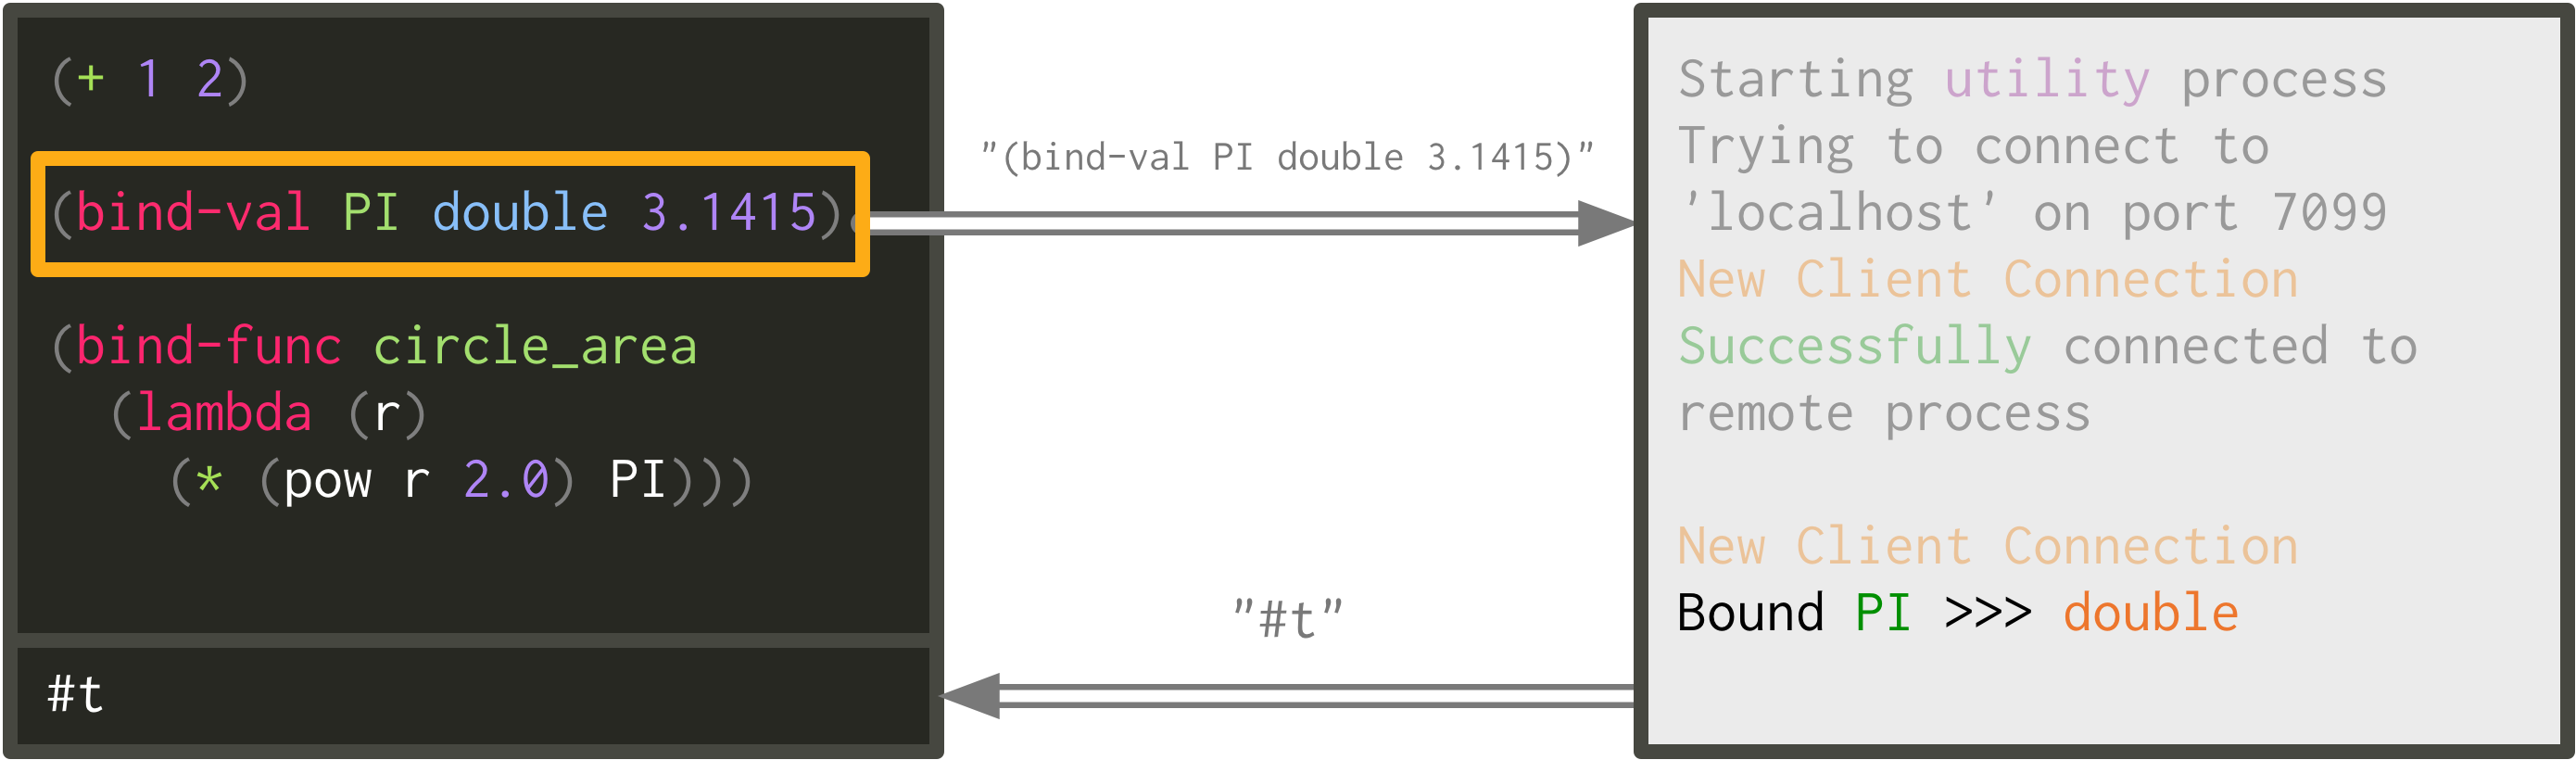 (+ 1 2)
(bind-val PI double 3.1415)
(bind-func circle_area
(lambda (r)
(* (pow r 2.0) PI)))
#t
"(bind-val PI double 3.1415)"
"#t"
Starting utility process
Trying to connect to
'localhost' on port 7099
New Client Connection
Successfully connected to
remote process
New Client Connection
Bound PI >>> double